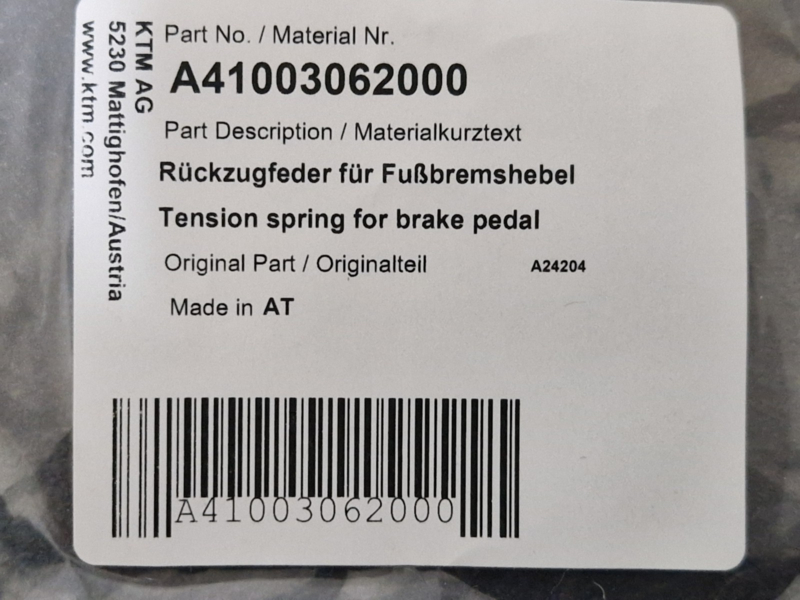 KTM AG
5230 Mattighofen/Austria
www.ktm.com
Part No. / Material Nr.
A41003062000
Part Description / Materialkurztext
Rückzugfeder für Fußbremshebel
Tension spring for brake pedal
Original Part / Originalteil A24204
Made in AT
A41003062000